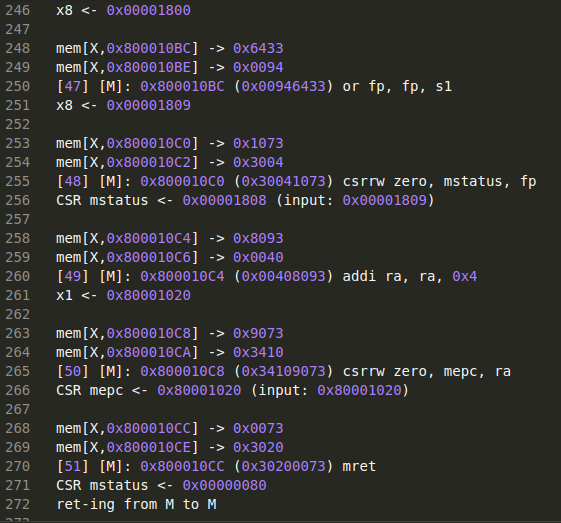 246 x8 <- 0x00001800
247
248 mem[X,0x800010BC] -> 0x6433
249 mem[X,0x800010BE] -> 0x0094
250 [47] [M]: 0x800010BC (0x00946433) or fp, fp, s1
251 x8 <- 0x00001809
252
253 mem[X,0x800010C0] -> 0x1073
254 mem[X,0x800010C2] -> 0x3004
255 [48] [M]: 0x800010C0 (0x30041073) csrrw zero, mstatus, fp
256 CSR mstatus <- 0x00001808 (input: 0x00001809)
257
258 mem[X,0x800010C4] -> 0x8093
259 mem[X,0x800010C6] -> 0x0040
260 [49] [M]: 0x800010C4 (0x00408093) addi ra, ra, 0x4
261 x1 <- 0x80001020
262
263 mem[X,0x800010C8] -> 0x9073
264 mem[X,0x800010CA] -> 0x3410
265 [50] [M]: 0x800010C8 (0x34109073) csrrw zero, mepc, ra
266 CSR mepc <- 0x80001020 (input: 0x80001020)
267
268 mem[X,0x800010CC] -> 0x0073
269 mem[X,0x800010CE] -> 0x3020
270 [51] [M]: 0x800010CC (0x30200073) mret
271 CSR mstatus <- 0x00000080
272 ret-ing from M to M